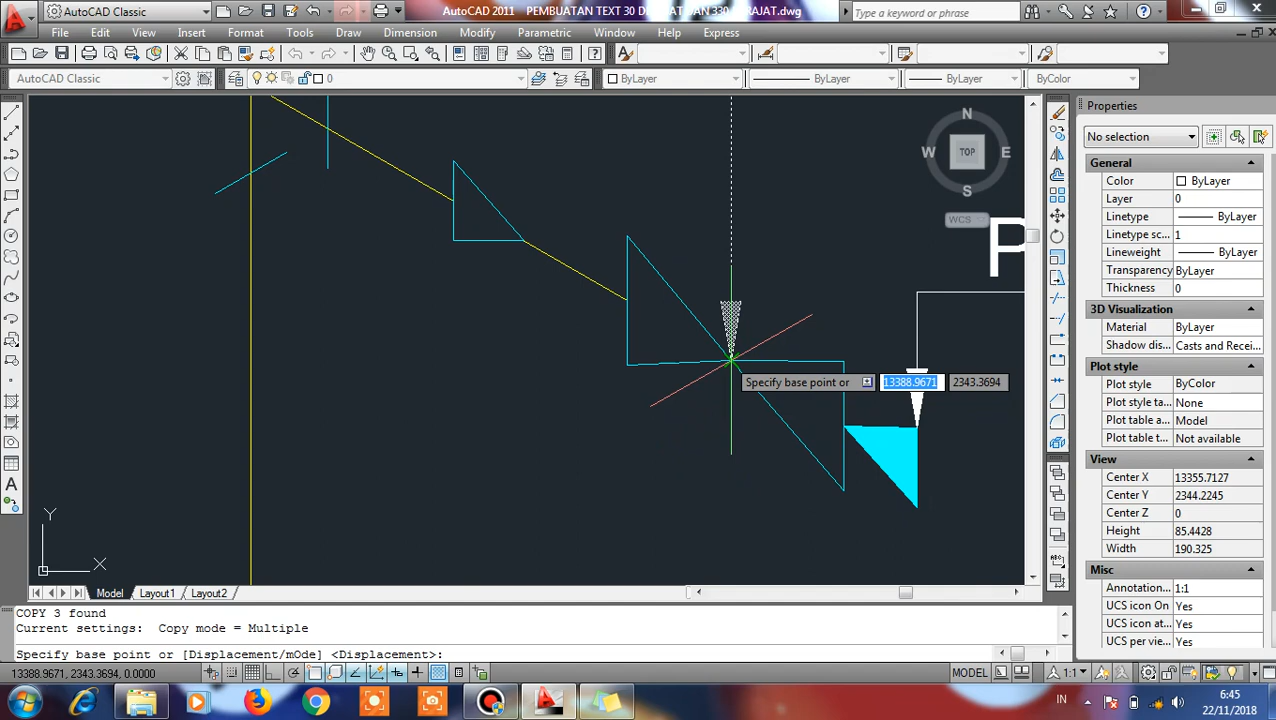 AutoCAD Classic
AutoCAD 2011 PEMBUATAN TEXT 30 D
AN 330
RAJAT.dwg
Type a keyword or phrase
File Edit View Insert Format Tools Draw Dimension Modify Parametric Window Help Express
AutoCAD Classic
0
ByLayer
ByLayer
ByLayer
ByColor
N
W TOP E
S
WCS
P
Specify base point or 13388.9671 2343.3694
Y
X
Properties
No selection
General
Color ByLayer
Layer 0
Linetype ByLayer
Linetype sc... 1
Lineweight ByLayer
Transparency ByLayer
Thickness 0
3D Visualization
Material ByLayer
Shadow dis... Casts and Recei...
Plot style
Plot style ByColor
Plot style ta... None
Plot table a... Model
Plot table t... Not available
View
Center X 13355.7127
Center Y 2344.2245
Center Z 0
Height 85.4428
Width 190.325
Misc
Annotation... 1:1
UCS icon On Yes
UCS icon at... Yes
UCS per vie... Yes
Model Layout1 Layout2
COPY 3 found
Current settings: Copy mode = Multiple
Specify base point or [Displacement/mOde] <Displacement>:
13388.9671, 2343.3694, 0.0000
MODEL
1:1
IN
6:45
22/11/2018